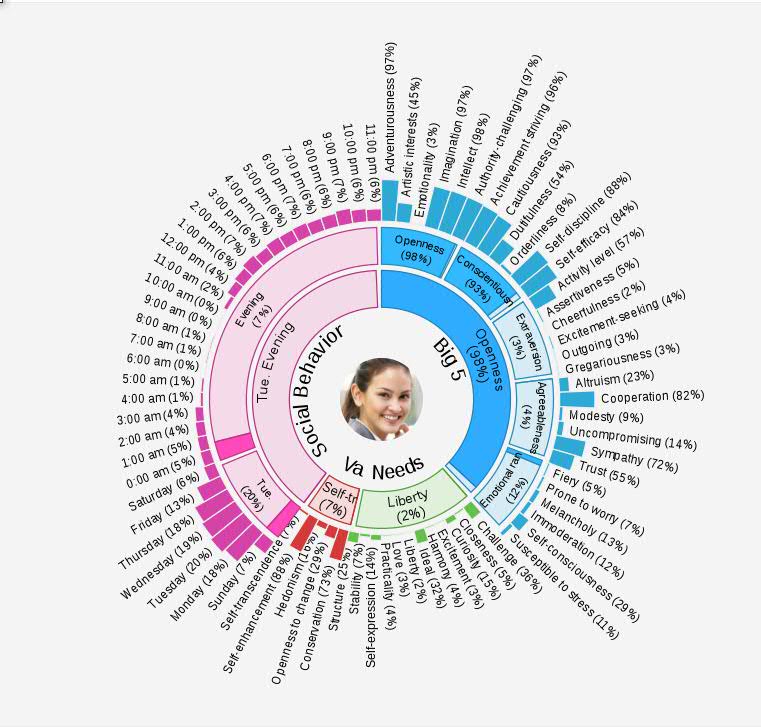 Adventurousness (97%)
Artistic interests (45%)
Emotionality (3%)
Imagination (97%)
Intellect (98%)
Authority-challenging (97%)
Achievement striving (96%)
Cautiousness (93%)
Dutifulness (54%)
Orderliness (8%)
Self-discipline (88%)
Self-efficacy (84%)
Activity level (57%)
Assertiveness (5%)
Cheerfulness (2%)
Excitement-seeking (4%)
Outgoing (3%)
Gregariousness (3%)
Altruism (23%)
Cooperation (82%)
Modesty (9%)
Uncompromising (14%)
Sympathy (72%)
Trust (55%)
Fiery (5%)
Prone to worry (7%)
Melancholy (13%)
Immoderation (12%)
Self-consciousness (29%)
Susceptible to stress (11%)
Challenge (36%)
Closeness (5%)
Curiosity (15%)
Excitement (3%)
Harmony (4%)
Ideal (32%)
Liberty (2%)
Love (3%)
Practicality (4%)
Self-expression (14%)
Stability (7%)
Structure (25%)
Conservation (73%)
Openness to change (29%)
Hedonism (16%)
Self-enhancement (88%)
Self-transcendence (7%)
Sunday (7%)
Monday (18%)
Tuesday (20%)
Wednesday (19%)
Thursday (18%)
Friday (13%)
Saturday (6%)
0:00 am (5%)
1:00 am (5%)
2:00 am (4%)
3:00 am (4%)
4:00 am (1%)
5:00 am (1%)
6:00 am (0%)
7:00 am (1%)
8:00 am (1%)
9:00 am (0%)
10:00 am (0%)
11:00 am (2%)
12:00 pm (4%)
1:00 pm (6%)
2:00 pm (7%)
3:00 pm (6%)
4:00 pm (7%)
5:00 pm (6%)
6:00 pm (7%)
7:00 pm (6%)
8:00 pm (6%)
9:00 pm (7%)
10:00 pm (6%)
11:00 pm (6%)
Openness
(98%)
Conscientiousn
(93%)
Extraversion
(3%)
Agreeableness
(4%)
Emotional ran
(12%)
Liberty
(2%)
Self-tr
(7%)
Tue.
(20%)
Evening
(7%)
Openness
(98%)
Tue. Evening
Big 5
Needs
Va
Social Behavior